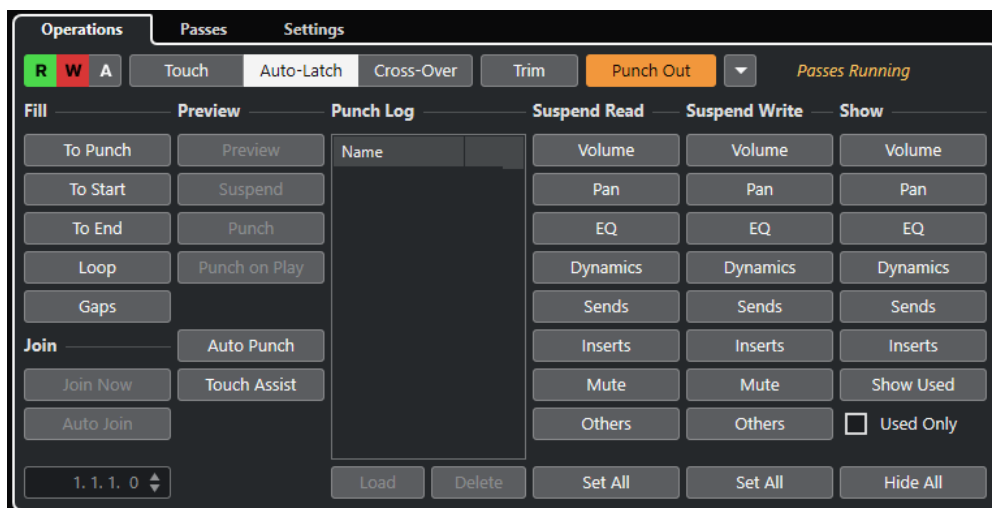 Operations Passes Settings
R W A Touch Auto-Latch Cross-Over Trim Punch Out Passes Running
Fill Preview Punch Log Suspend Read Suspend Write Show
To Punch Preview Name Volume Volume Volume
To Start Suspend Pan Pan Pan
To End Punch EQ EQ EQ
Loop Punch on Play Dynamics Dynamics Dynamics
Gaps Sends Sends Sends
Join Auto Punch Inserts Inserts Inserts
Join Now Touch Assist Mute Mute Show Used
Auto Join Others Others Used Only
1. 1. 1. 0 Load Delete Set All Set All Hide All